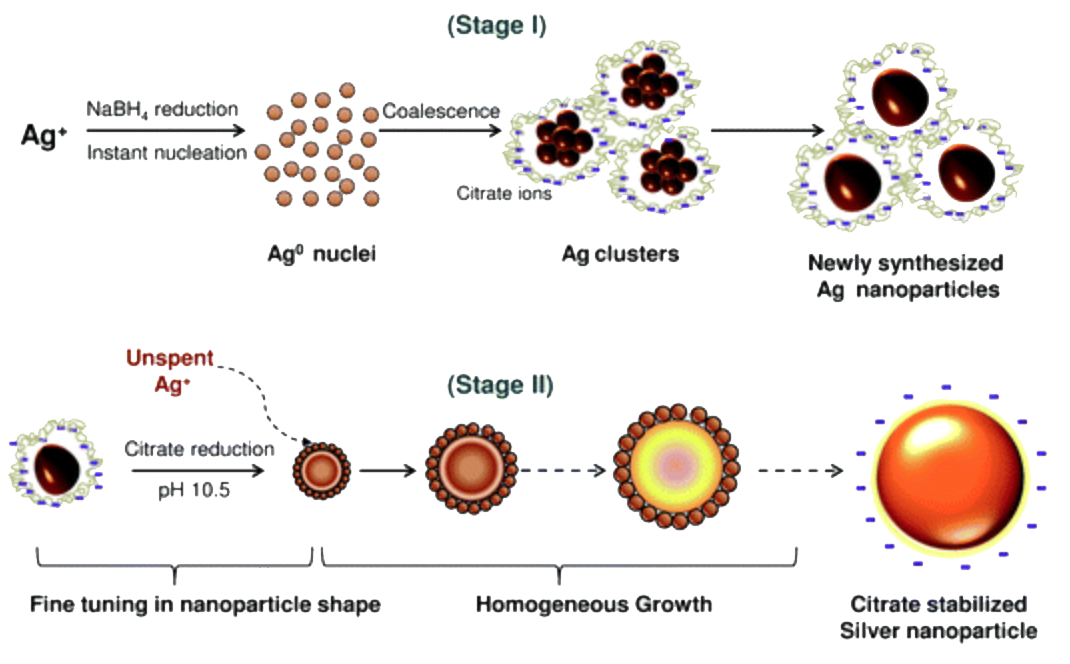 (Stage I)
Ag⁺
NaBH₄ reduction
Instant nucleation
Coalescence
Citrate ions
Ag⁰ nuclei
Ag clusters
Newly synthesized
Ag nanoparticles
Unspent
Ag⁺
(Stage II)
Citrate reduction
pH 10.5
Fine tuning in nanoparticle shape
Homogeneous Growth
Citrate stabilized
Silver nanoparticle